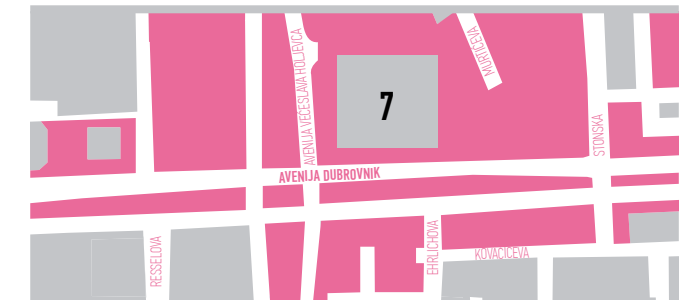 AVENIJA VEĆESLAVA HOLJEVCA
MURTIĆEVA
7
STONSKA
AVENIJA DUBROVNIK
RESSELOVA
EHRLICHOVA
KOVAČIĆEVA